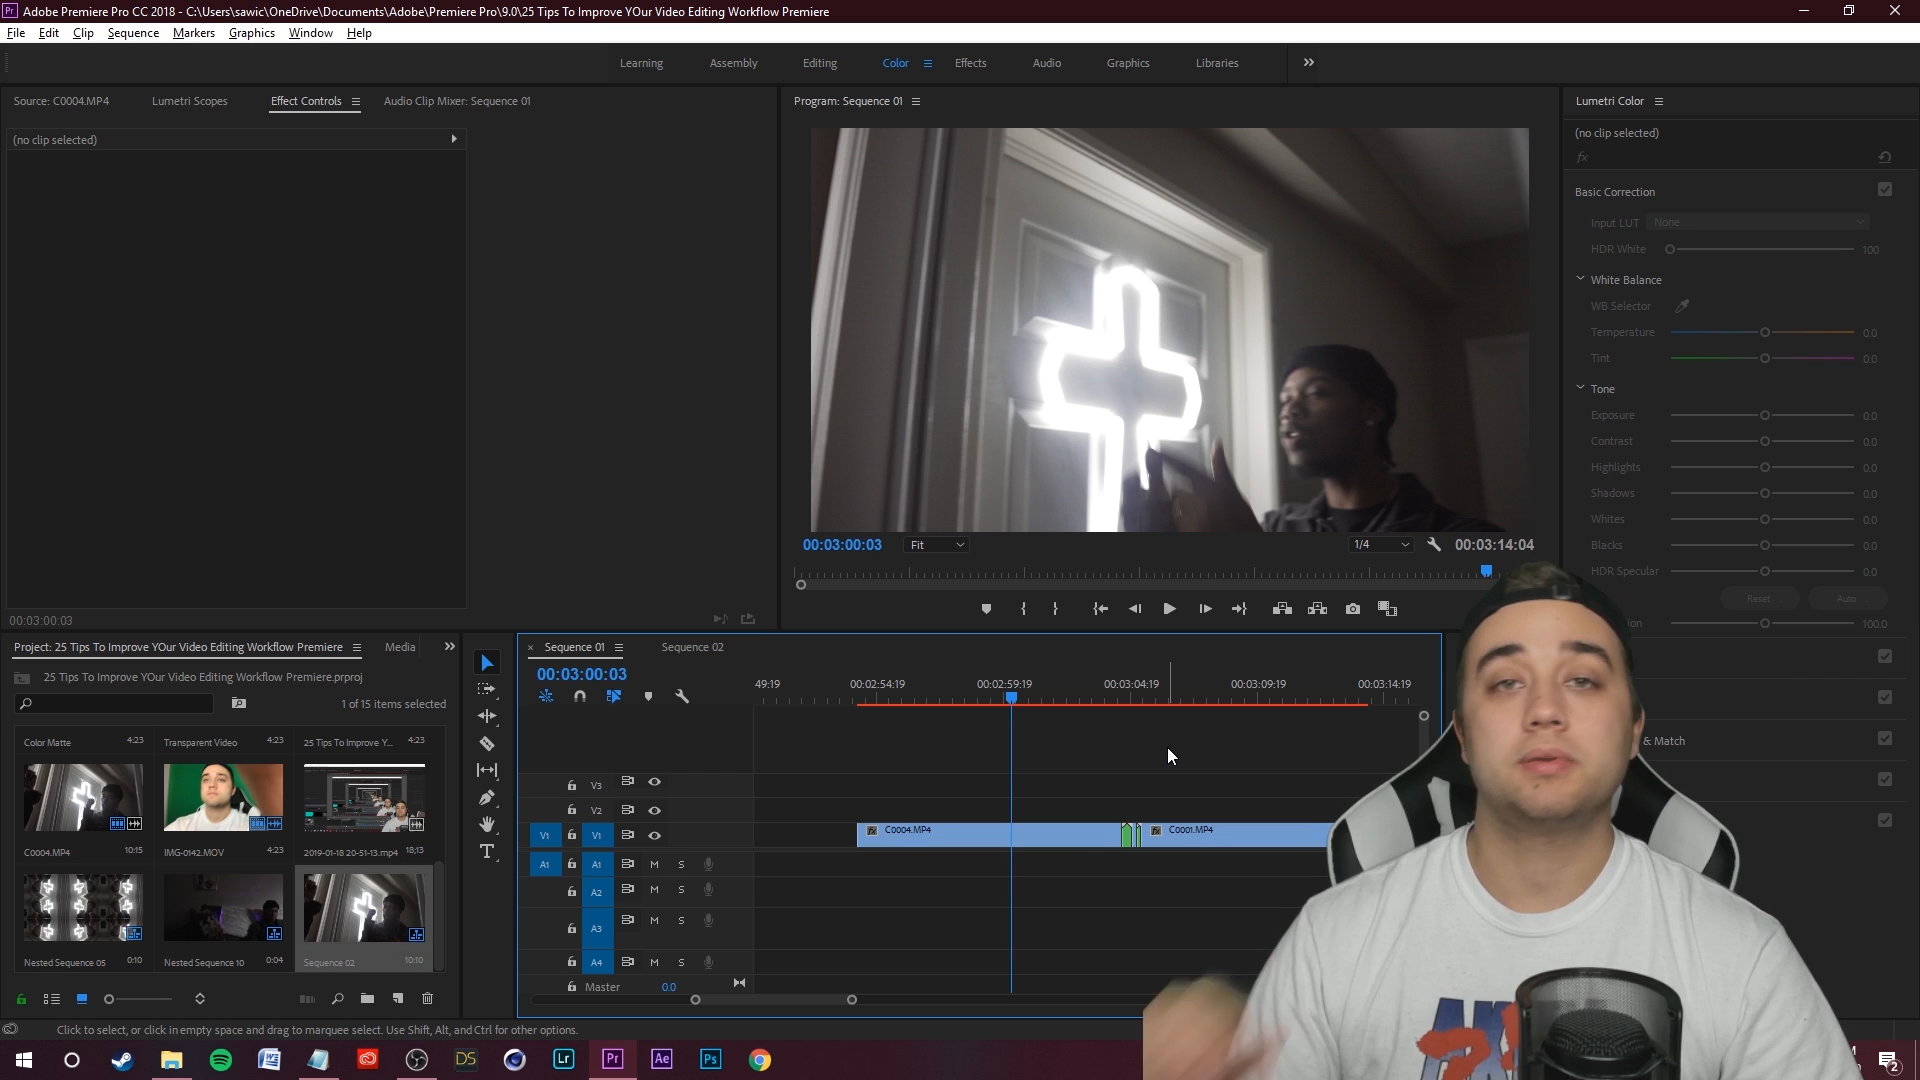 Adobe Premiere Pro CC 2018 - C:\Users\sawic\OneDrive\Documents\Adobe\Premiere Pro\9.0\25 Tips To Improve YOur Video Editing Workflow Premiere
File Edit Clip Sequence Markers Graphics Window Help
Learning Assembly Editing Color Effects Audio Graphics Libraries
Source: C0004.MP4 Lumetri Scopes Effect Controls Audio Clip Mixer: Sequence 01
(no clip selected)
00:03:00:03
Program: Sequence 01
00:03:00:03 Fit 1/4 00:03:14:04
Lumetri Color
(no clip selected)
fx
Basic Correction
Input LUT None
HDR White 100
White Balance
WB Selector
Temperature 0.0
Tint 0.0
Tone
Exposure 0.0
Contrast 0.0
Highlights 0.0
Shadows 0.0
Whites 0.0
Blacks 0.0
HDR Specular 0.0
Reset Auto
ion 100.0
& Match
Project: 25 Tips To Improve YOur Video Editing Workflow Premiere Media
25 Tips To Improve YOur Video Editing Workflow Premiere.prproj
1 of 15 items selected
Color Matte 4:23 Transparent Video 4:23 25 Tips To Improve Y... 4:23
C0004.MP4 10:15 IMG-0142.MOV 4:23 2019-01-18 20-51-13.mp4 18;13
Nested Sequence 05 0:10 Nested Sequence 10 0:04 Sequence 02 10:10
Sequence 01 Sequence 02
00:03:00:03
49:19 00:02:54:19 00:02:59:19 00:03:04:19 00:03:09:19 00:03:14:19
V3
V2
V1 V1 C0004.MP4 C0001.MP4
A1 A1 M S
A2 M S
A3 M S
A4 M S
Master 0.0
Click to select, or click in empty space and drag to marquee select. Use Shift, Alt, and Ctrl for other options.
DS Lr Pr Ae Ps
2